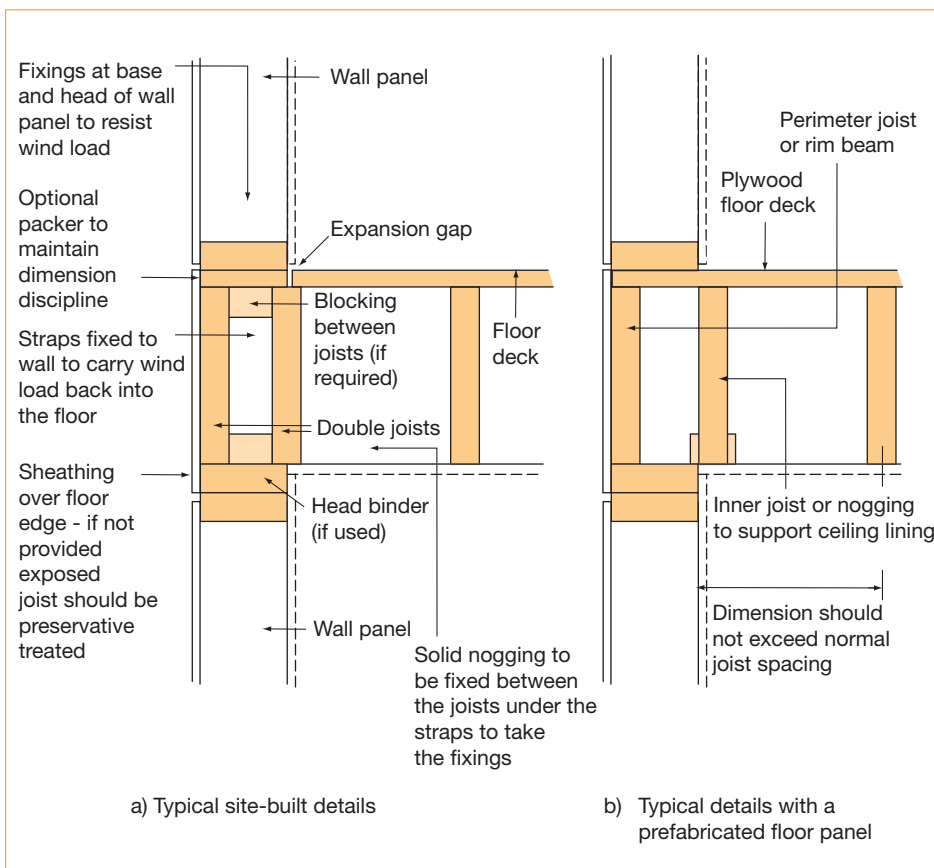 Fixings at base
and head of wall
panel to resist
wind load
Wall panel
Optional
packer to
maintain
dimension
discipline
Expansion gap
Straps fixed to
wall to carry wind
load back into
the floor
Blocking
between
joists (if
required)
Floor
deck
Double joists
Sheathing
over floor
edge - if not
provided
exposed
joist should be
preservative
treated
Head binder
(if used)
Wall panel
Solid nogging to
be fixed between
the joists under the
straps to take
the fixings
a) Typical site-built details
Perimeter joist
or rim beam
Plywood
floor deck
Inner joist or nogging
to support ceiling lining
Dimension should
not exceed normal
joist spacing
b) Typical details with a
prefabricated floor panel